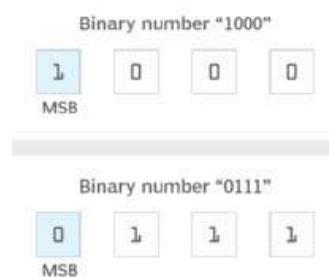 Binary number “1000”
1 0 0 0
MSB
Binary number “0111”
0 1 1 1
MSB